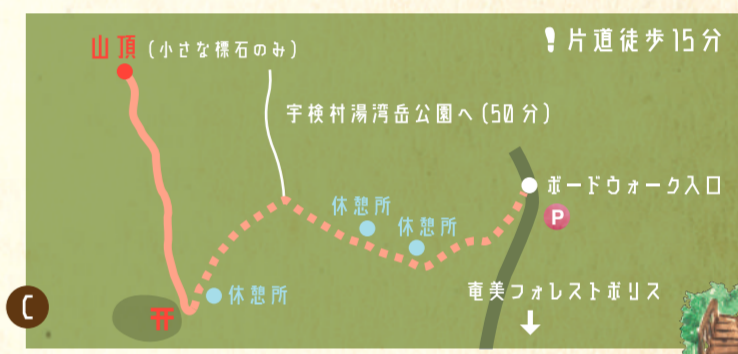 片道徒歩15分
山頂(小さな標石のみ)
宇検村湯湾岳公園へ(50分)
ボードウォーク入口
P
休憩所
休憩所
休憩所
奄美フォレストポリス
C